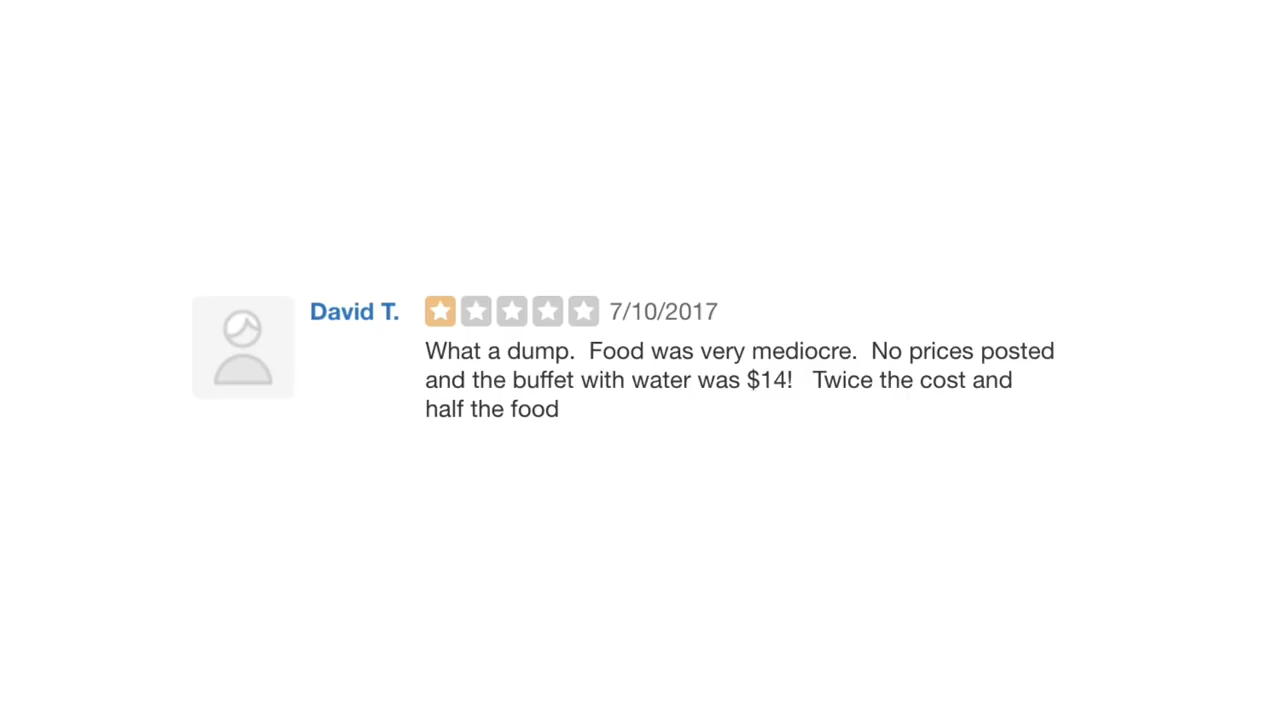 David T. 7/10/2017
What a dump.  Food was very mediocre.  No prices posted
and the buffet with water was $14!   Twice the cost and
half the food